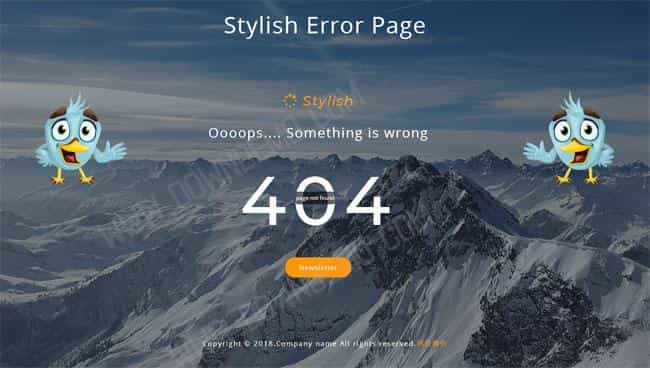 Stylish Error Page
Stylish
Oooops.... Something is wrong
404
page not found
Newsletter
Copyright © 2018.Company name All rights reserved.